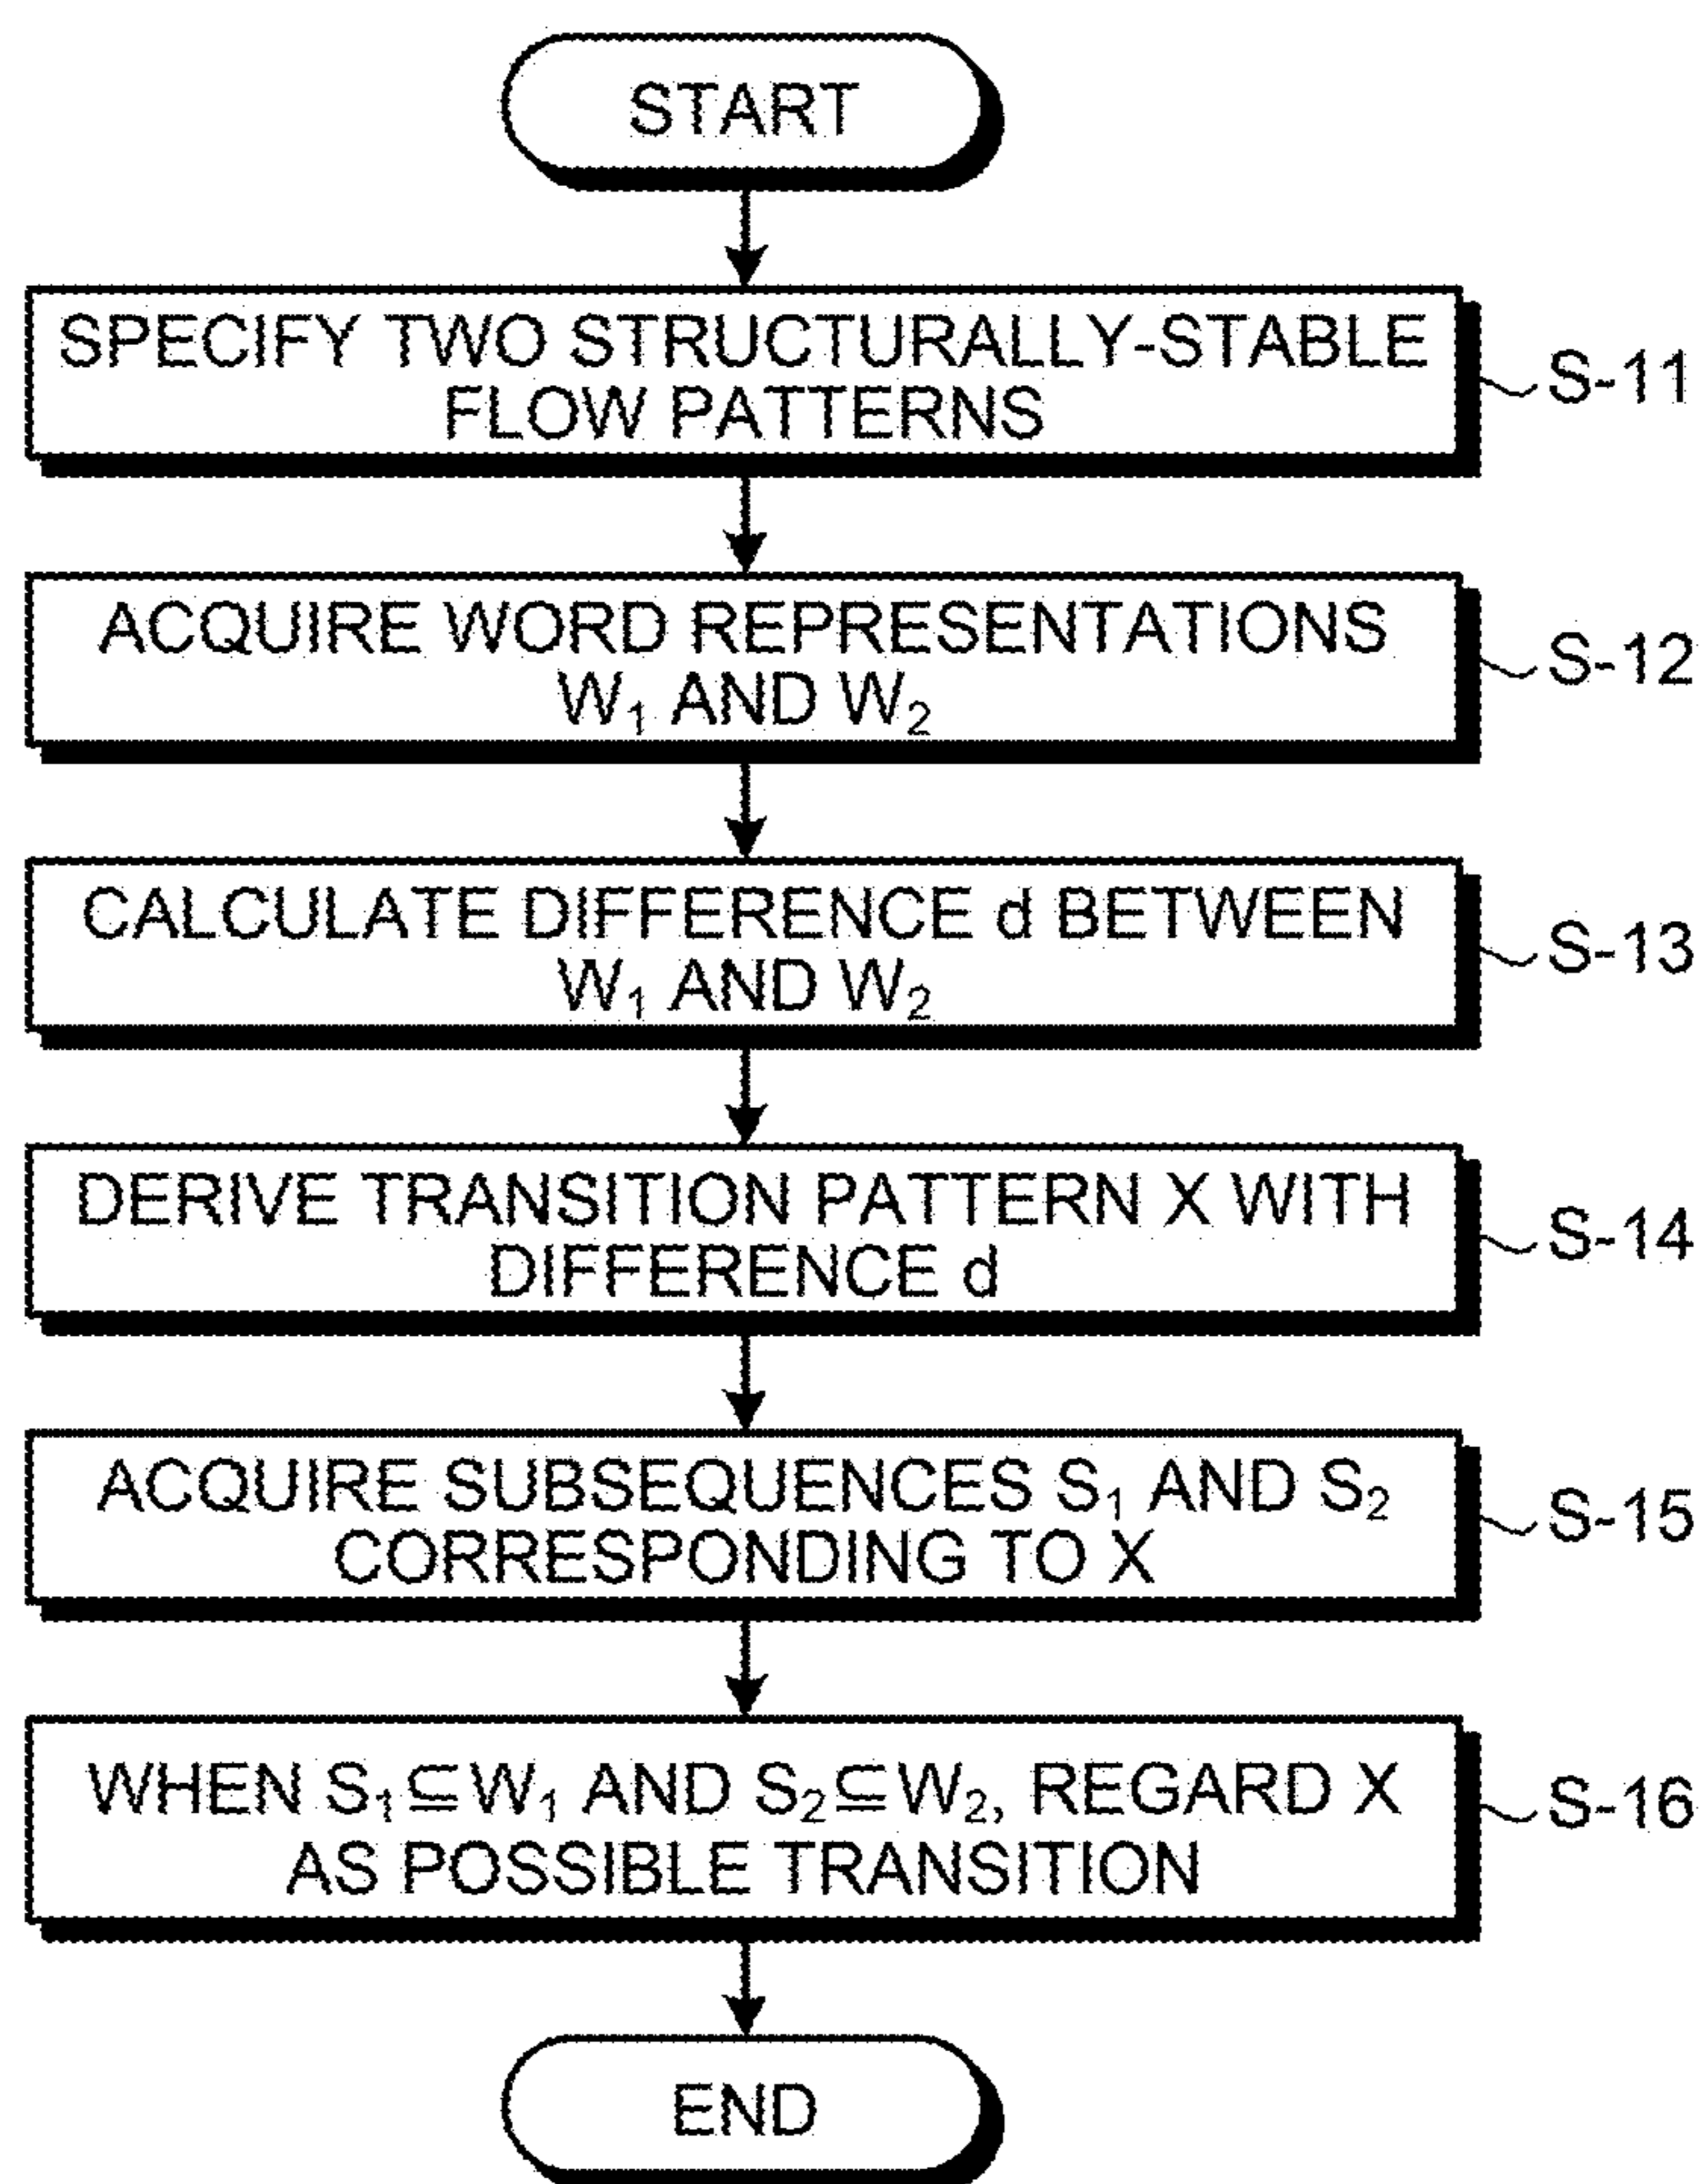 START
SPECIFY TWO STRUCTURALLY-STABLE
FLOW PATTERNS
S-11
ACQUIRE WORD REPRESENTATIONS
W₁ AND W₂
S-12
CALCULATE DIFFERENCE d BETWEEN
W₁ AND W₂
S-13
DERIVE TRANSITION PATTERN X WITH
DIFFERENCE d
S-14
ACQUIRE SUBSEQUENCES S₁ AND S₂
CORRESPONDING TO X
S-15
WHEN S₁⊆W₁ AND S₂⊆W₂, REGARD X
AS POSSIBLE TRANSITION
S-16
END